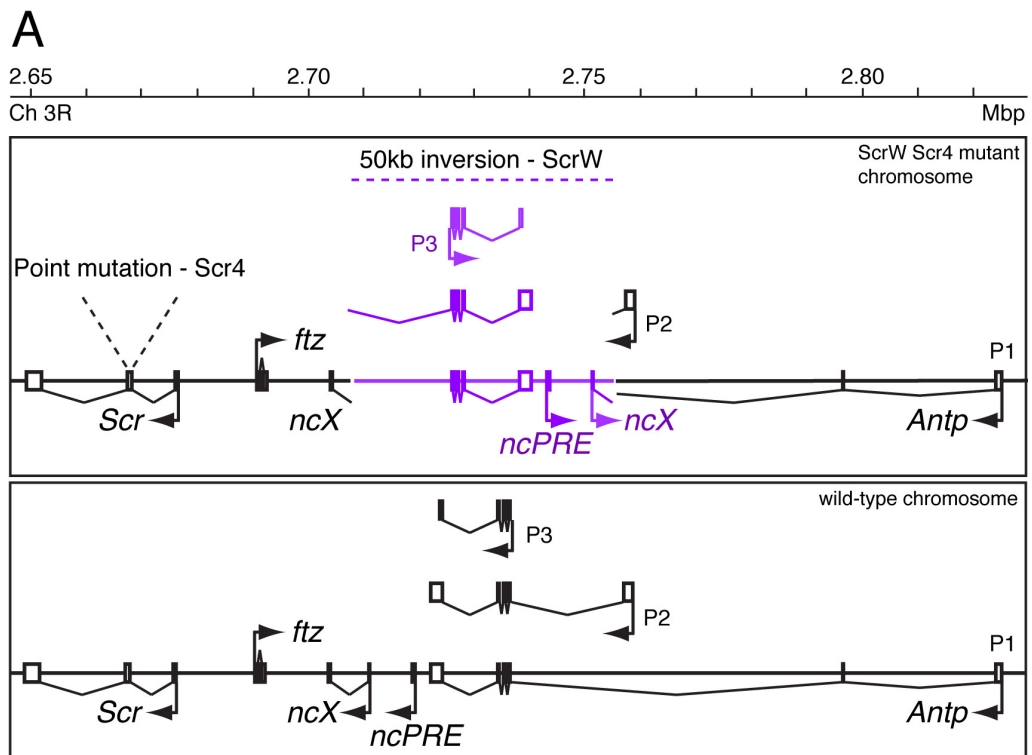 A
2.65 2.70 2.75 2.80
Ch 3R Mbp
50kb inversion - ScrW
ScrW Scr4 mutant
chromosome
P3
Point mutation - Scr4
P2
ftz
P1
Scr ncX ncX Antp
ncPRE
wild-type chromosome
P3
P2
ftz
P1
Scr ncX Antp
ncPRE